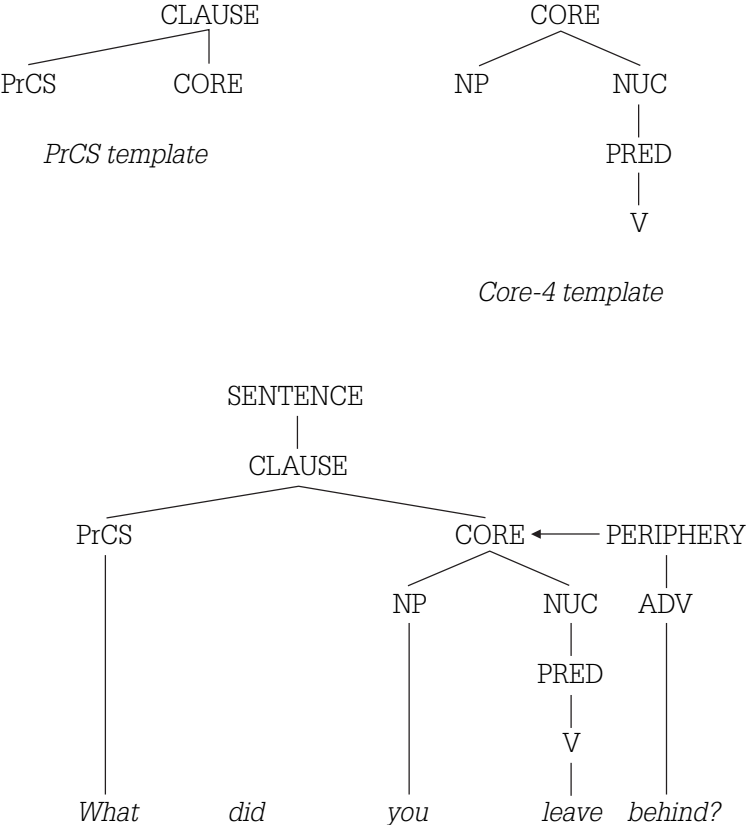 CLAUSE CORE
PrCS CORE NP NUC
PrCS template PRED
V
Core-4 template
SENTENCE
CLAUSE
PrCS CORE PERIPHERY
NP NUC ADV
PRED
V
What did you leave behind?